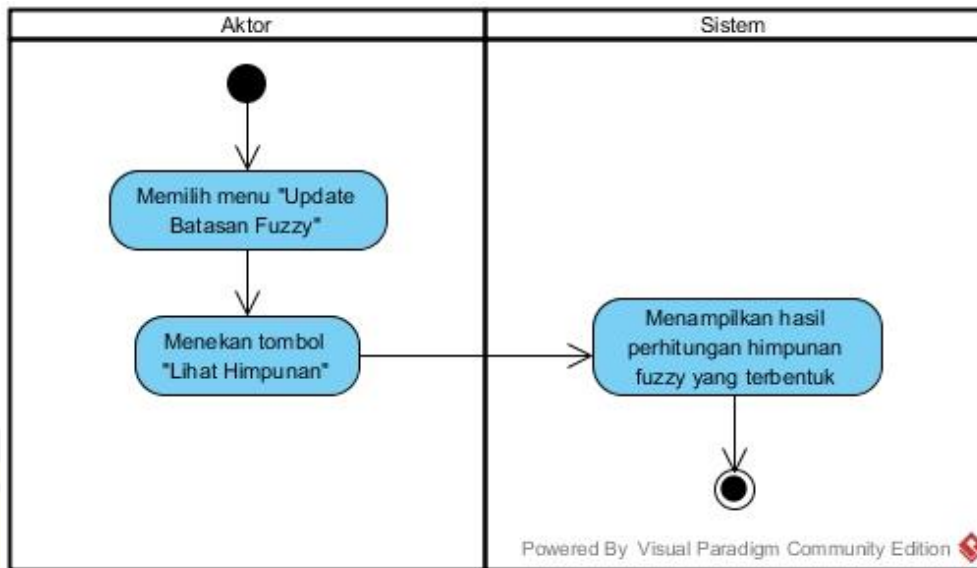 Aktor
Sistem
Memilih menu "Update
Batasan Fuzzy"
Menekan tombol
"Lihat Himpunan"
Menampilkan hasil
perhitungan himpunan
fuzzy yang terbentuk
Powered By Visual Paradigm Community Edition